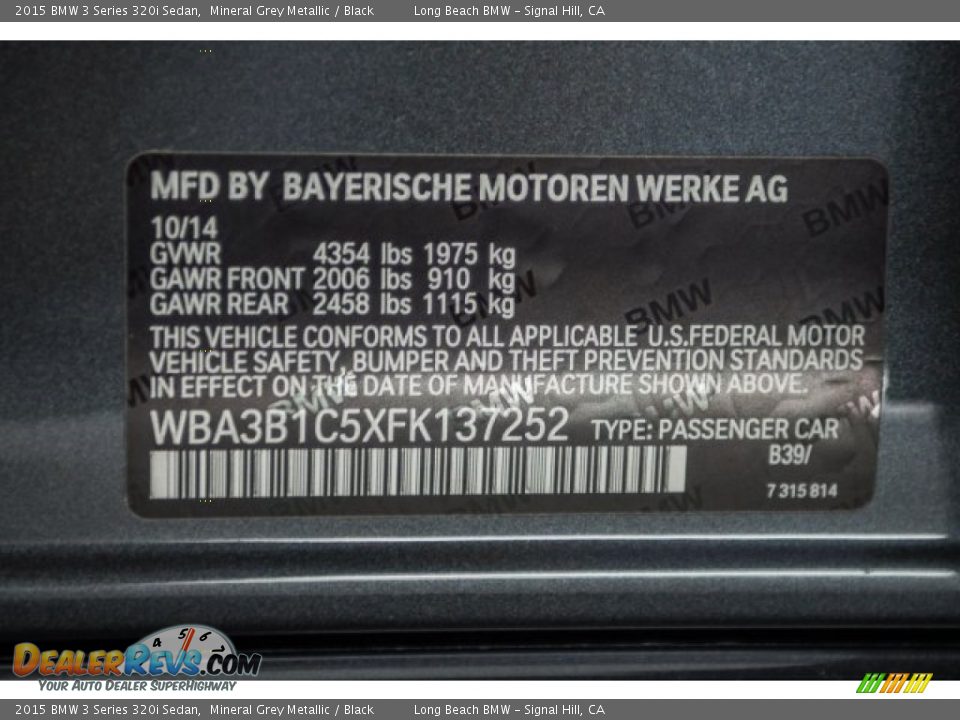 2015 BMW 3 Series 320i Sedan, Mineral Grey Metallic / Black Long Beach BMW - Signal Hill, CA
MFD BY BAYERISCHE MOTOREN WERKE AG
10/14
GVWR 4354 lbs 1975 kg
GAWR FRONT 2006 lbs 910 kg
GAWR REAR 2458 lbs 1115 kg
THIS VEHICLE CONFORMS TO ALL APPLICABLE U.S.FEDERAL MOTOR
VEHICLE SAFETY, BUMPER AND THEFT PREVENTION STANDARDS
IN EFFECT ON THE DATE OF MANUFACTURE SHOWN ABOVE.
WBA3B1C5XFK137252 TYPE: PASSENGER CAR
B39/
7 315 814
4 5 6 7
DEALERREVS.COM
YOUR AUTO DEALER SUPERHIGHWAY
2015 BMW 3 Series 320i Sedan, Mineral Grey Metallic / Black Long Beach BMW - Signal Hill, CA